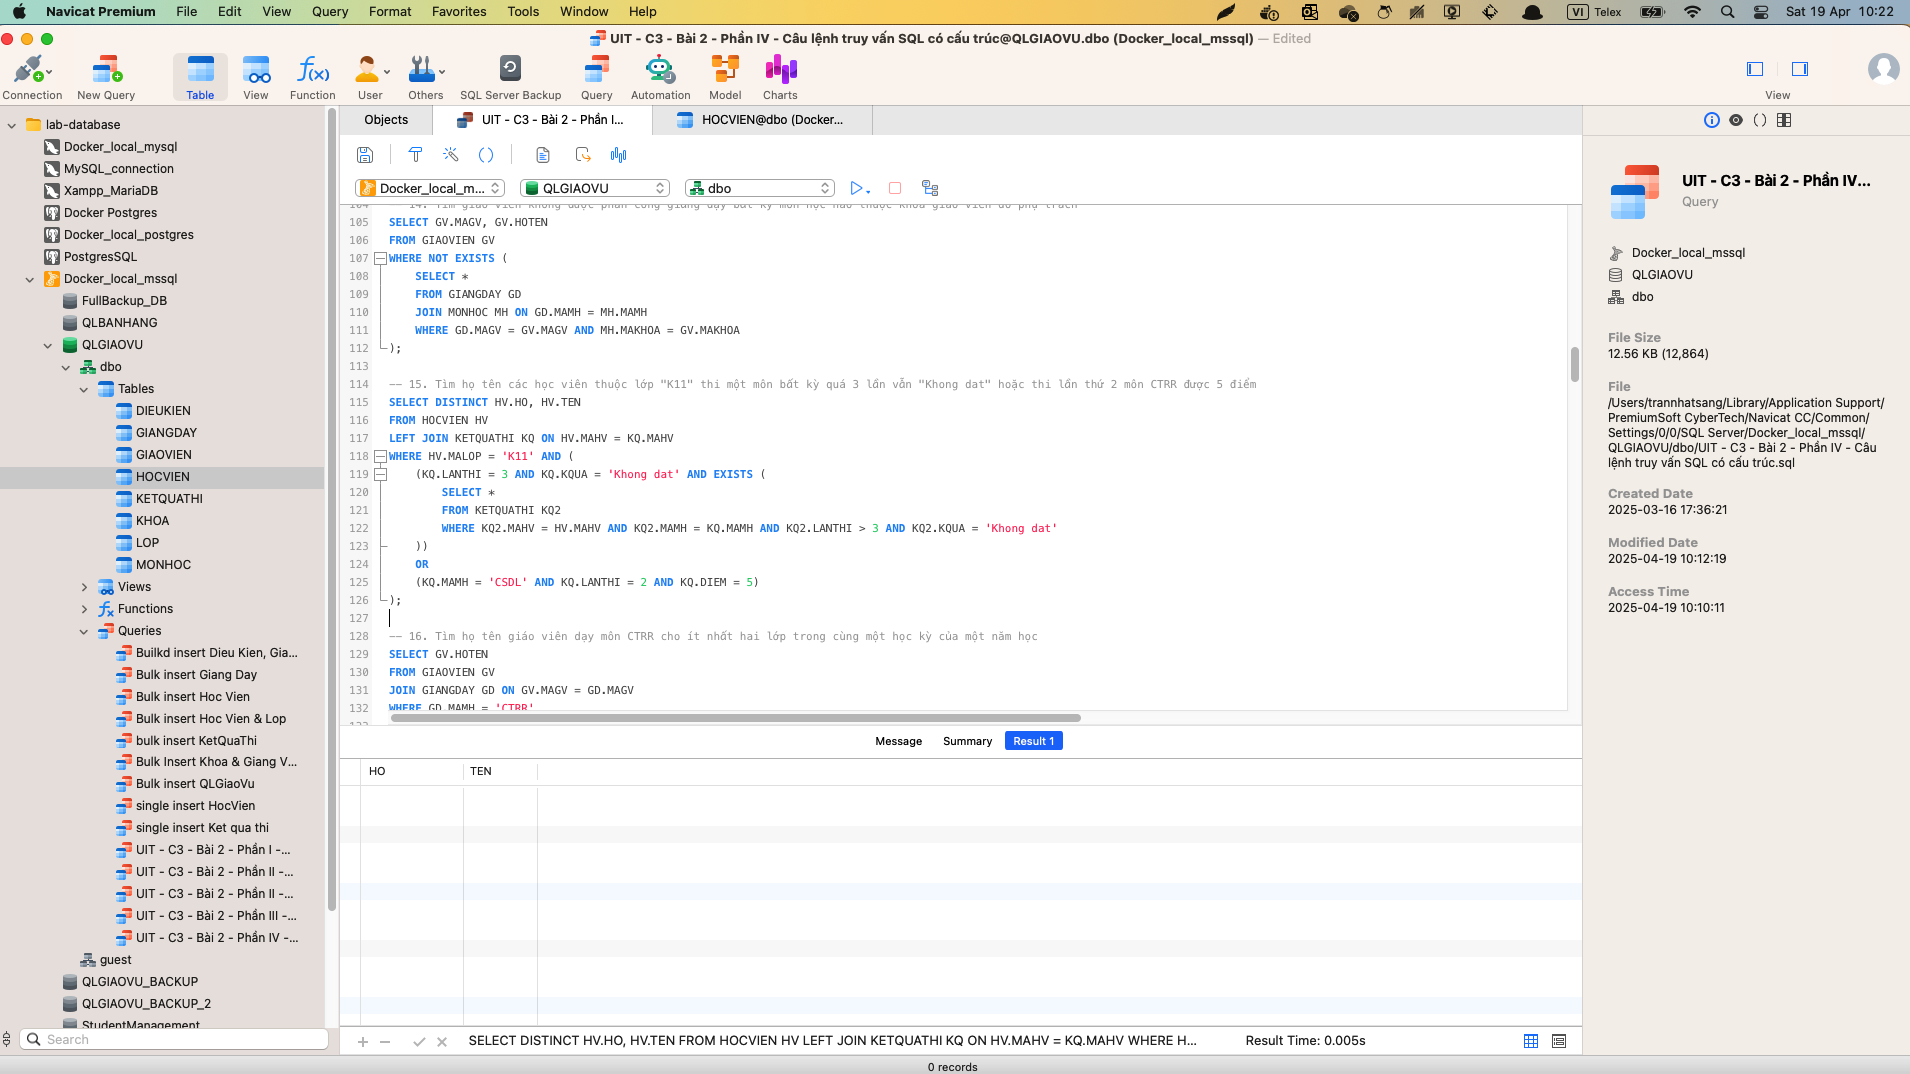 Navicat Premium File Edit View Query Format Favorites Tools Window Help VI Telex Sat 19 Apr 10:22
UIT - C3 - Bài 2 - Phần IV - Câu lệnh truy vấn SQL có cấu trúc@QLGIAOVU.dbo (Docker_local_mssql) — Edited
Connection New Query Table View Function User Others SQL Server Backup Query Automation Model Charts View
lab-database
Docker_local_mysql
MySQL_connection
Xampp_MariaDB
Docker Postgres
Docker_local_postgres
PostgresSQL
Docker_local_mssql
FullBackup_DB
QLBANHANG
QLGIAOVU
dbo
Tables
DIEUKIEN
GIANGDAY
GIAOVIEN
HOCVIEN
KETQUATHI
KHOA
LOP
MONHOC
Views
Functions
Queries
Builkd insert Dieu Kien, Gia...
Bulk insert Giang Day
Bulk insert Hoc Vien
Bulk insert Hoc Vien & Lop
bulk insert KetQuaThi
Bulk Insert Khoa & Giang V...
Bulk insert QLGiaoVu
single insert HocVien
single insert Ket qua thi
UIT - C3 - Bài 2 - Phần I -...
UIT - C3 - Bài 2 - Phần II -...
UIT - C3 - Bài 2 - Phần II -...
UIT - C3 - Bài 2 - Phần III -...
UIT - C3 - Bài 2 - Phần IV -...
guest
QLGIAOVU_BACKUP
QLGIAOVU_BACKUP_2
StudentManagement
Search
Objects UIT - C3 - Bài 2 - Phần I... HOCVIEN@dbo (Docker...
Docker_local_m... QLGIAOVU dbo
104 -- 14. Tìm giáo viên không được phân công giảng dạy bất kỳ môn học nào thuộc khoa giáo viên đó phụ trách
105 SELECT GV.MAGV, GV.HOTEN
106 FROM GIAOVIEN GV
107 WHERE NOT EXISTS (
108 SELECT *
109 FROM GIANGDAY GD
110 JOIN MONHOC MH ON GD.MAMH = MH.MAMH
111 WHERE GD.MAGV = GV.MAGV AND MH.MAKHOA = GV.MAKHOA
112 );
113
114 -- 15. Tìm họ tên các học viên thuộc lớp "K11" thi một môn bất kỳ quá 3 lần vẫn "Khong dat" hoặc thi lần thứ 2 môn CTRR được 5 điểm
115 SELECT DISTINCT HV.HO, HV.TEN
116 FROM HOCVIEN HV
117 LEFT JOIN KETQUATHI KQ ON HV.MAHV = KQ.MAHV
118 WHERE HV.MALOP = 'K11' AND (
119 (KQ.LANTHI = 3 AND KQ.KQUA = 'Khong dat' AND EXISTS (
120 SELECT *
121 FROM KETQUATHI KQ2
122 WHERE KQ2.MAHV = HV.MAHV AND KQ2.MAMH = KQ.MAMH AND KQ2.LANTHI > 3 AND KQ2.KQUA = 'Khong dat'
123 ))
124 OR
125 (KQ.MAMH = 'CSDL' AND KQ.LANTHI = 2 AND KQ.DIEM = 5)
126 );
127
128 -- 16. Tìm họ tên giáo viên dạy môn CTRR cho ít nhất hai lớp trong cùng một học kỳ của một năm học
129 SELECT GV.HOTEN
130 FROM GIAOVIEN GV
131 JOIN GIANGDAY GD ON GV.MAGV = GD.MAGV
132 WHERE GD.MAMH = 'CTRR'
133
Message Summary Result 1
HO TEN
SELECT DISTINCT HV.HO, HV.TEN FROM HOCVIEN HV LEFT JOIN KETQUATHI KQ ON HV.MAHV = KQ.MAHV WHERE H... Result Time: 0.005s
0 records
UIT - C3 - Bài 2 - Phần IV...
Query
Docker_local_mssql
QLGIAOVU
dbo
File Size
12.56 KB (12,864)
File
/Users/trannhatsang/Library/Application Support/
PremiumSoft CyberTech/Navicat CC/Common/
Settings/0/0/SQL Server/Docker_local_mssql/
QLGIAOVU/dbo/UIT - C3 - Bài 2 - Phần IV - Câu
lệnh truy vấn SQL có cấu trúc.sql
Created Date
2025-03-16 17:36:21
Modified Date
2025-04-19 10:12:19
Access Time
2025-04-19 10:10:11